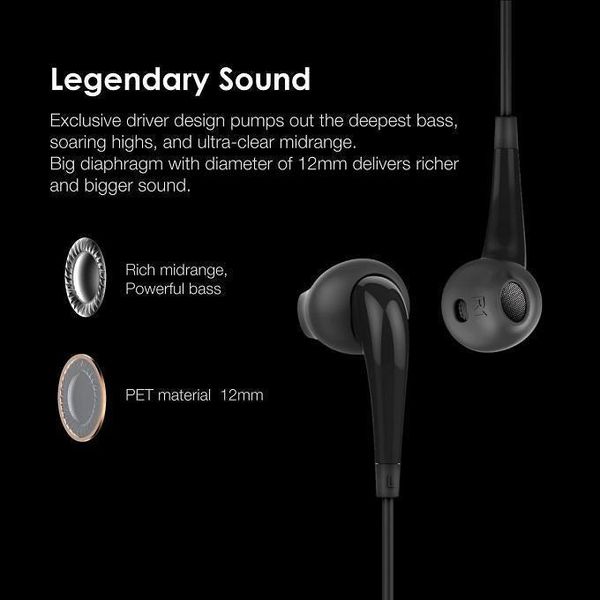 Legendary Sound
Exclusive driver design pumps out the deepest bass,
soaring highs, and ultra-clear midrange.
Big diaphragm with diameter of 12mm delivers richer
and bigger sound.
Rich midrange,
Powerful bass
R1
PET material 12mm